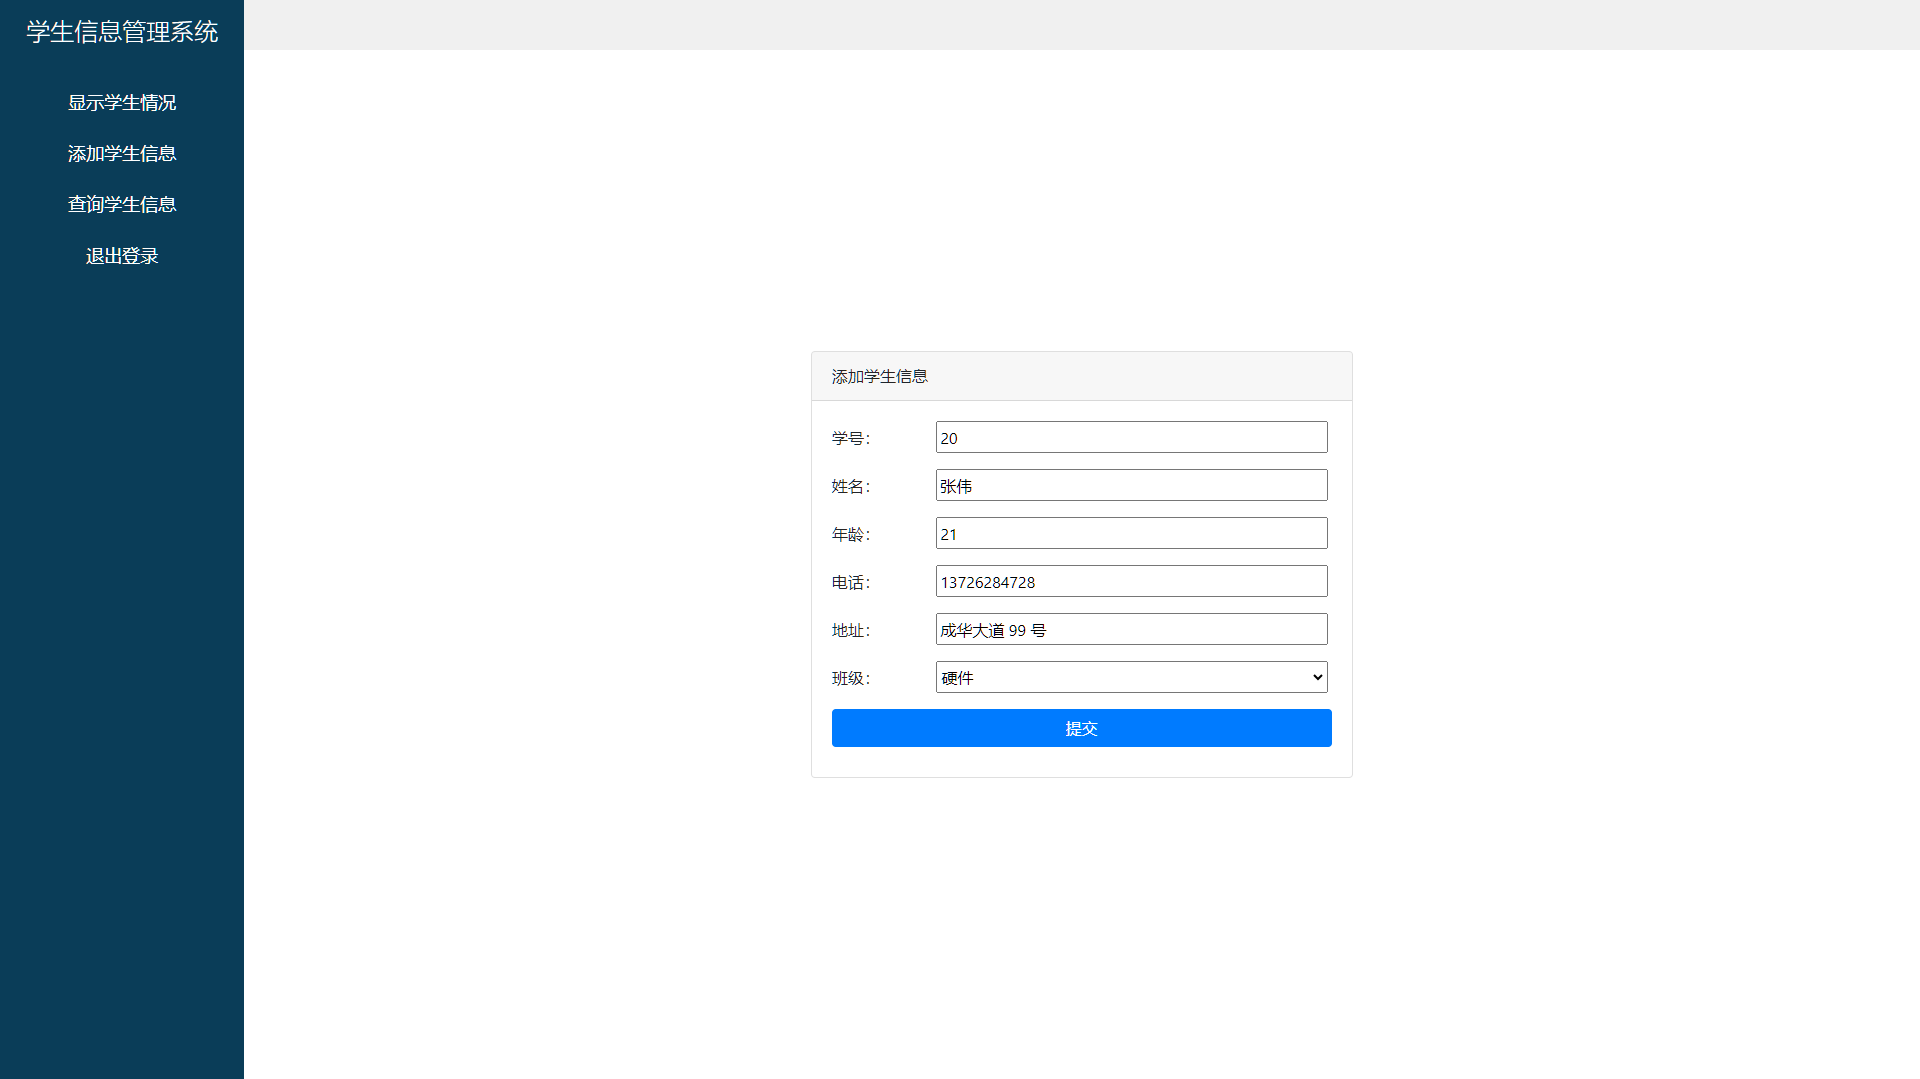 学生信息管理系统
显示学生情况
添加学生信息
查询学生信息
退出登录
添加学生信息
学号： 20
姓名： 张伟
年龄： 21
电话： 13726284728
地址： 成华大道 99 号
班级： 硬件
提交